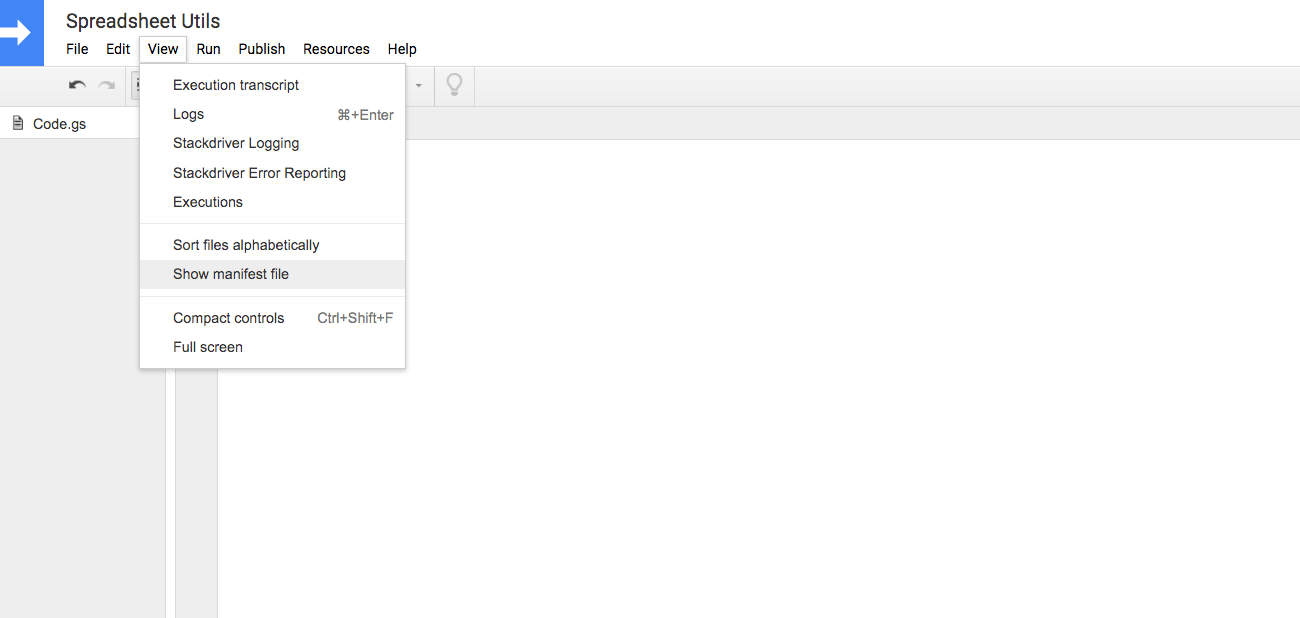 Spreadsheet Utils
File Edit View Run Publish Resources Help
Execution transcript
Logs ⌘+Enter
Code.gs
Stackdriver Logging
Stackdriver Error Reporting
Executions
Sort files alphabetically
Show manifest file
Compact controls Ctrl+Shift+F
Full screen